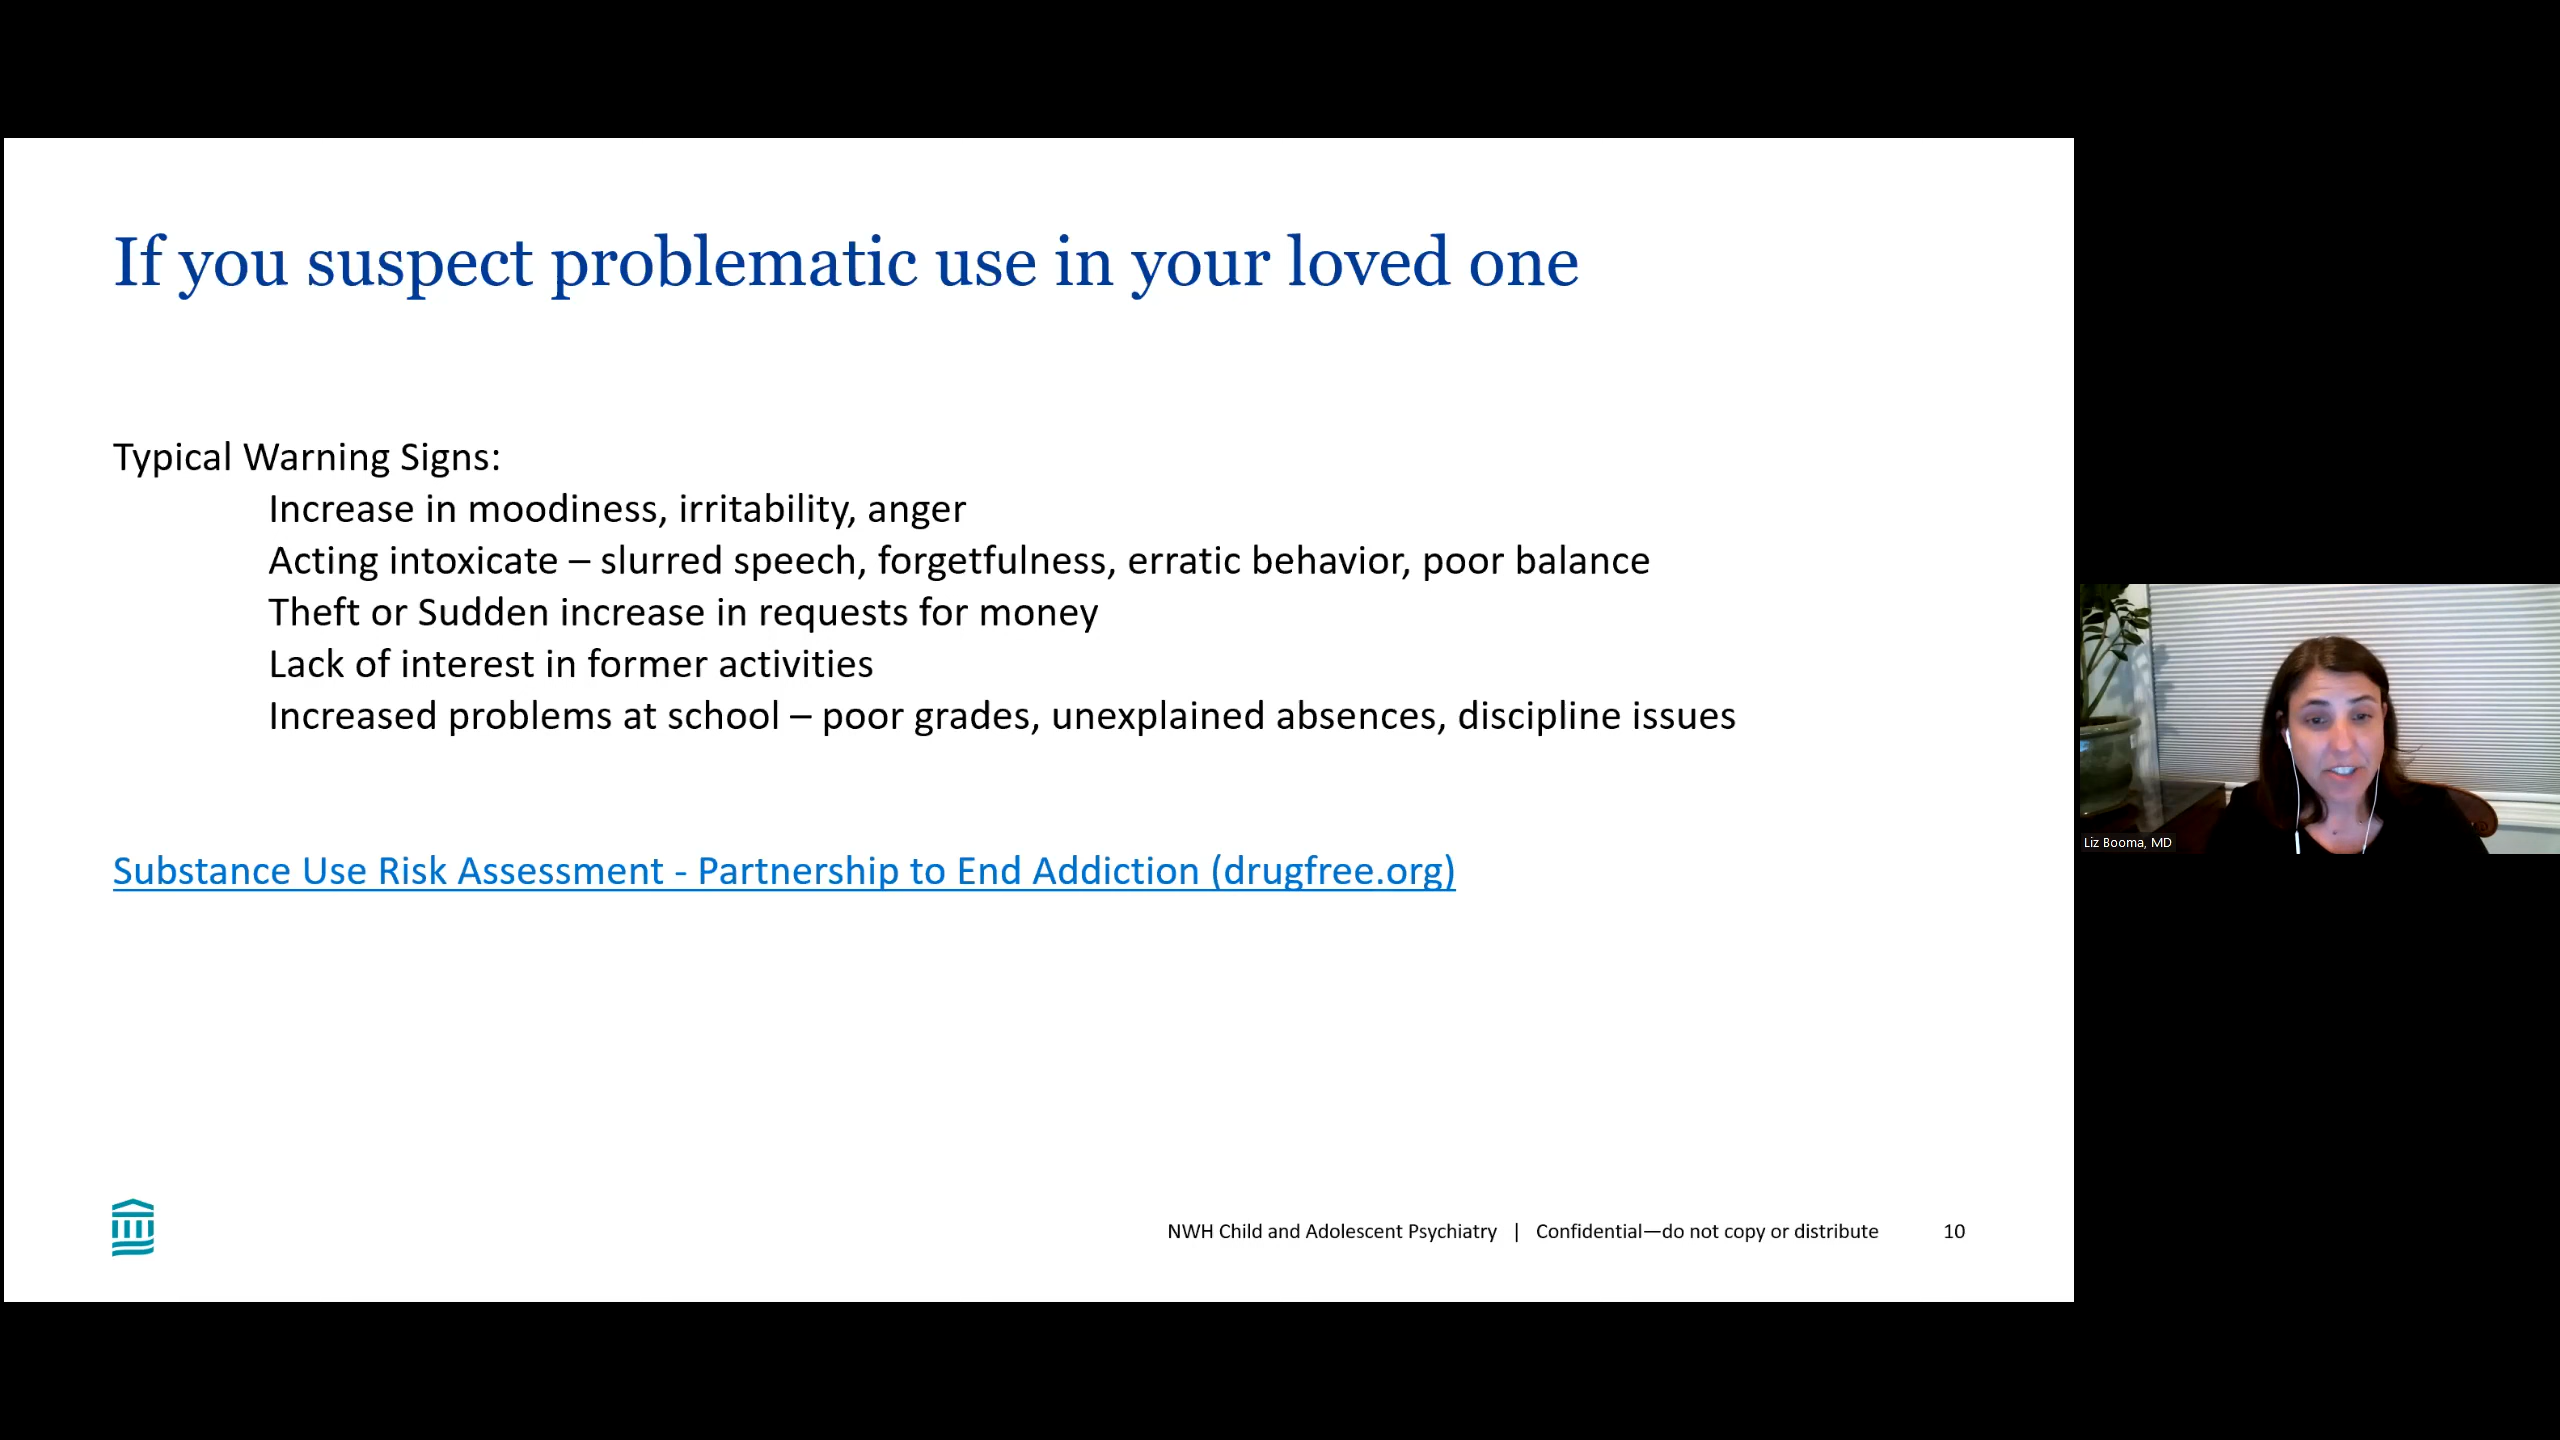 If you suspect problematic use in your loved one
Typical Warning Signs:
Increase in moodiness, irritability, anger
Acting intoxicate – slurred speech, forgetfulness, erratic behavior, poor balance
Theft or Sudden increase in requests for money
Lack of interest in former activities
Increased problems at school – poor grades, unexplained absences, discipline issues
Substance Use Risk Assessment - Partnership to End Addiction (drugfree.org)
NWH Child and Adolescent Psychiatry | Confidential—do not copy or distribute 10
Liz Booma, MD